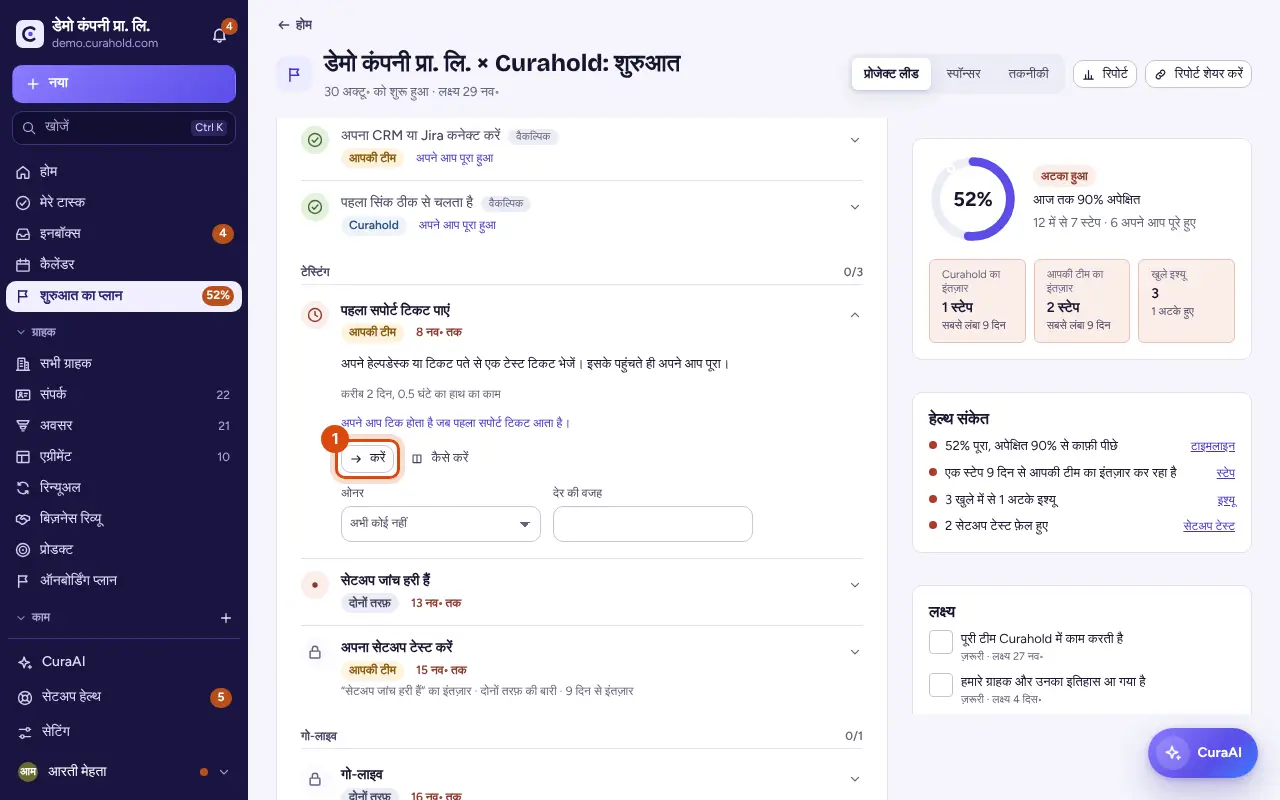 डेमो कंपनी प्रा. लि.
demo.curahold.com
4
+ नया
खोजें
Ctrl K
होम
मेरे टास्क
इनबॉक्स
4
कैलेंडर
शुरुआत का प्लान
52%
ग्राहक
सभी ग्राहक
संपर्क
22
अवसर
21
एग्रीमेंट
10
रिन्यूअल
बिज़नेस रिव्यू
प्रोडक्ट
ऑनबोर्डिंग प्लान
काम
+
CuraAI
सेटअप हेल्थ
5
सेटिंग
आम
आरती मेहता
← होम
डेमो कंपनी प्रा. लि. × Curahold: शुरुआत
30 अक्टू॰ को शुरू हुआ · लक्ष्य 29 नव॰
प्रोजेक्ट लीड
स्पॉन्सर
तकनीकी
रिपोर्ट
रिपोर्ट शेयर करें
अपना CRM या Jira कनेक्ट करें
वैकल्पिक
आपकी टीम
अपने आप पूरा हुआ
पहला सिंक ठीक से चलता है
वैकल्पिक
Curahold
अपने आप पूरा हुआ
टेस्टिंग
0/3
पहला सपोर्ट टिकट पाएं
आपकी टीम
8 नव॰ तक
अपने हेल्पडेस्क या टिकट पते से एक टेस्ट टिकट भेजें। इसके पहुंचते ही अपने आप पूरा।
करीब 2 दिन, 0.5 घंटे का हाथ का काम
अपने आप टिक होता है जब पहला सपोर्ट टिकट आता है।
1
→ करें
कैसे करें
ओनर
देर की वजह
अभी कोई नहीं
सेटअप जांच हरी हैं
दोनों तरफ़
13 नव॰ तक
अपना सेटअप टेस्ट करें
आपकी टीम
15 नव॰ तक
“सेटअप जांच हरी हैं” का इंतज़ार · दोनों तरफ़ की बारी · 9 दिन से इंतज़ार
गो-लाइव
0/1
गो-लाइव
दोनों तरफ़
16 नव॰ तक
52%
अटका हुआ
आज तक 90% अपेक्षित
12 में से 7 स्टेप · 6 अपने आप पूरे हुए
Curahold का
इंतज़ार
1 स्टेप
सबसे लंबा 9 दिन
आपकी टीम का
इंतज़ार
2 स्टेप
सबसे लंबा 9 दिन
खुले इश्यू
3
1 अटके हुए
हेल्थ संकेत
52% पूरा, अपेक्षित 90% से काफ़ी पीछे
टाइमलाइन
एक स्टेप 9 दिन से आपकी टीम का इंतज़ार कर रहा है
स्टेप
3 खुले में से 1 अटके इश्यू
इश्यू
2 सेटअप टेस्ट फ़ेल हुए
सेटअप टेस्ट
लक्ष्य
पूरी टीम Curahold में काम करती है
ज़रूरी · लक्ष्य 27 नव॰
हमारे ग्राहक और उनका इतिहास आ गया है
ज़रूरी · लक्ष्य 4 दिस॰
CuraAI